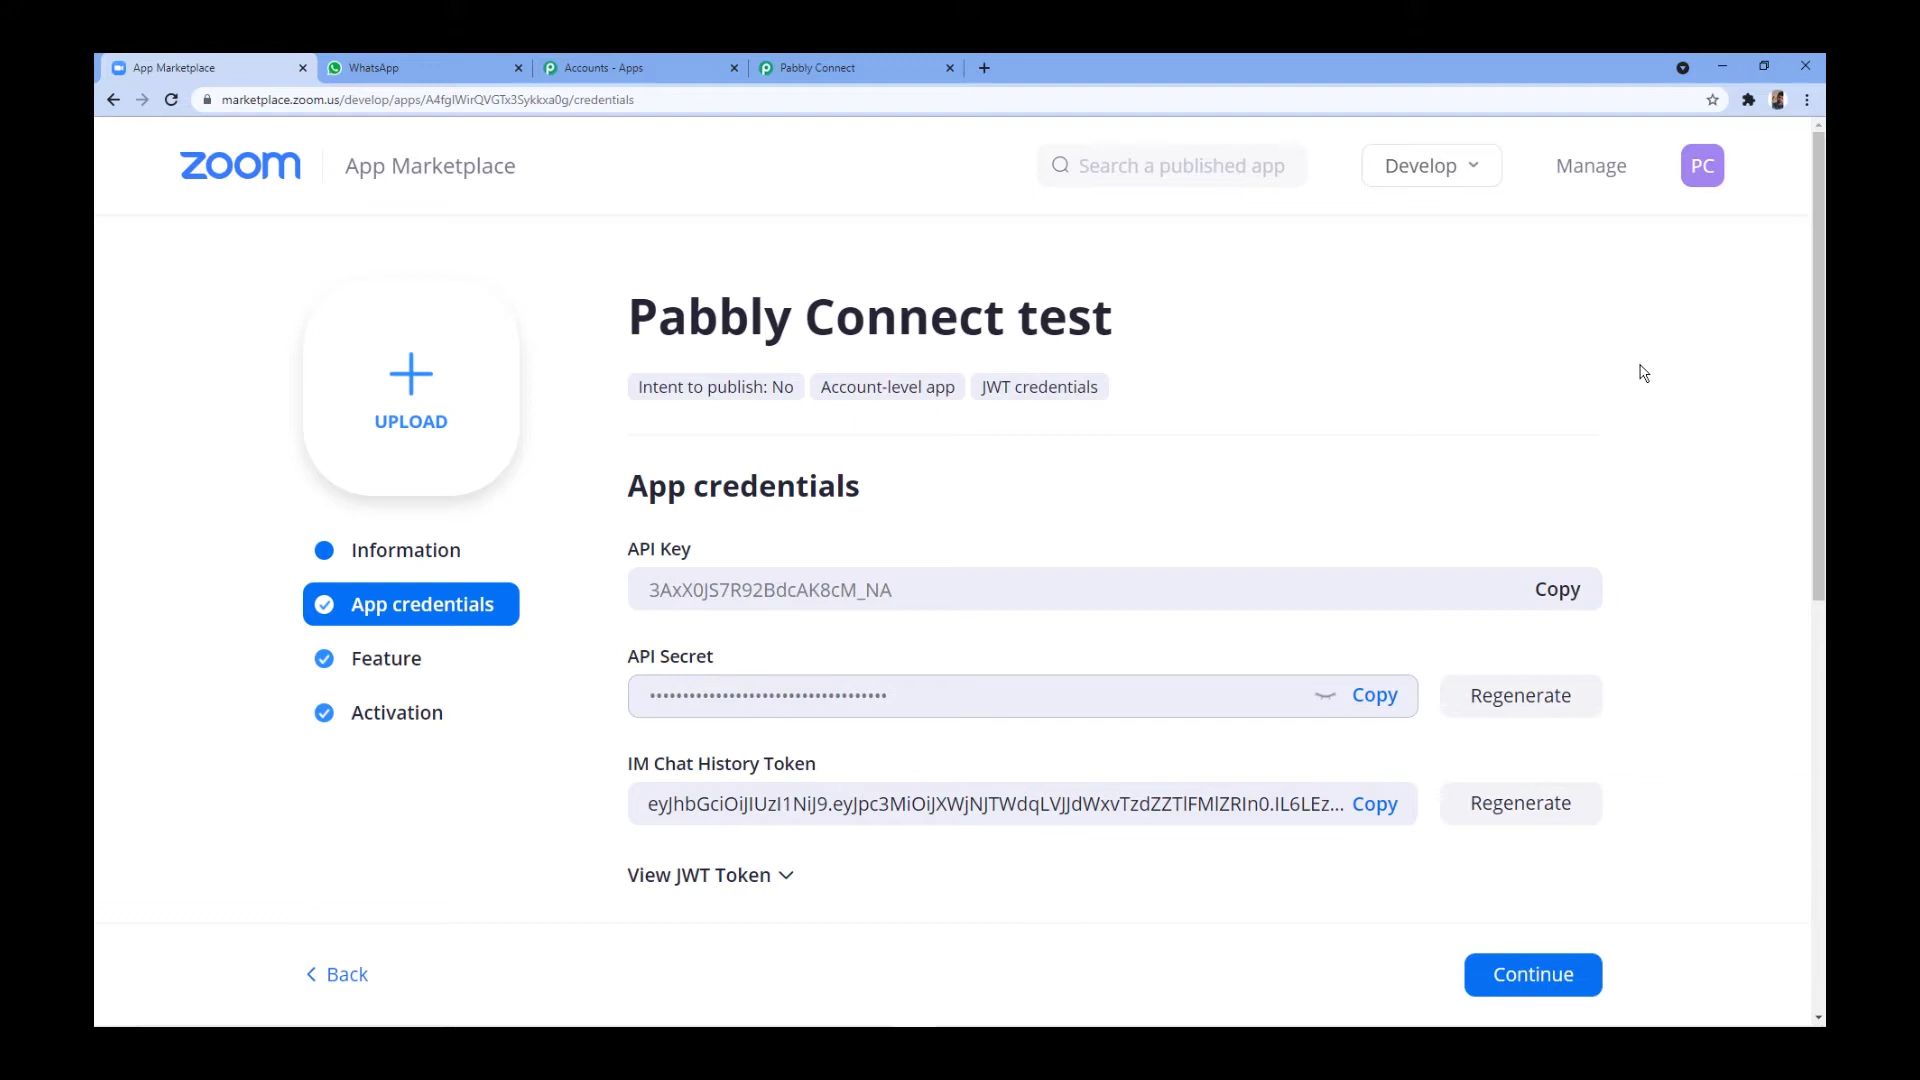 App Marketplace
WhatsApp
Accounts - Apps
Pabbly Connect
marketplace.zoom.us/develop/apps/A4fglWirQVGTx3Sykkxa0g/credentials
zoom
App Marketplace
Search a published app
Develop
Manage
PC
Pabbly Connect test
Intent to publish: No
Account-level app
JWT credentials
UPLOAD
App credentials
Information
App credentials
Feature
Activation
API Key
3AxX0JS7R92BdcAK8cM_NA
Copy
API Secret
Copy
Regenerate
IM Chat History Token
eyJhbGciOiJIUzI1NiJ9.eyJpc3MiOiJXWjNJTWdqLVJJdWxvTzdZZTlFMlZRIn0.IL6LEz...
Copy
Regenerate
View JWT Token
Back
Continue